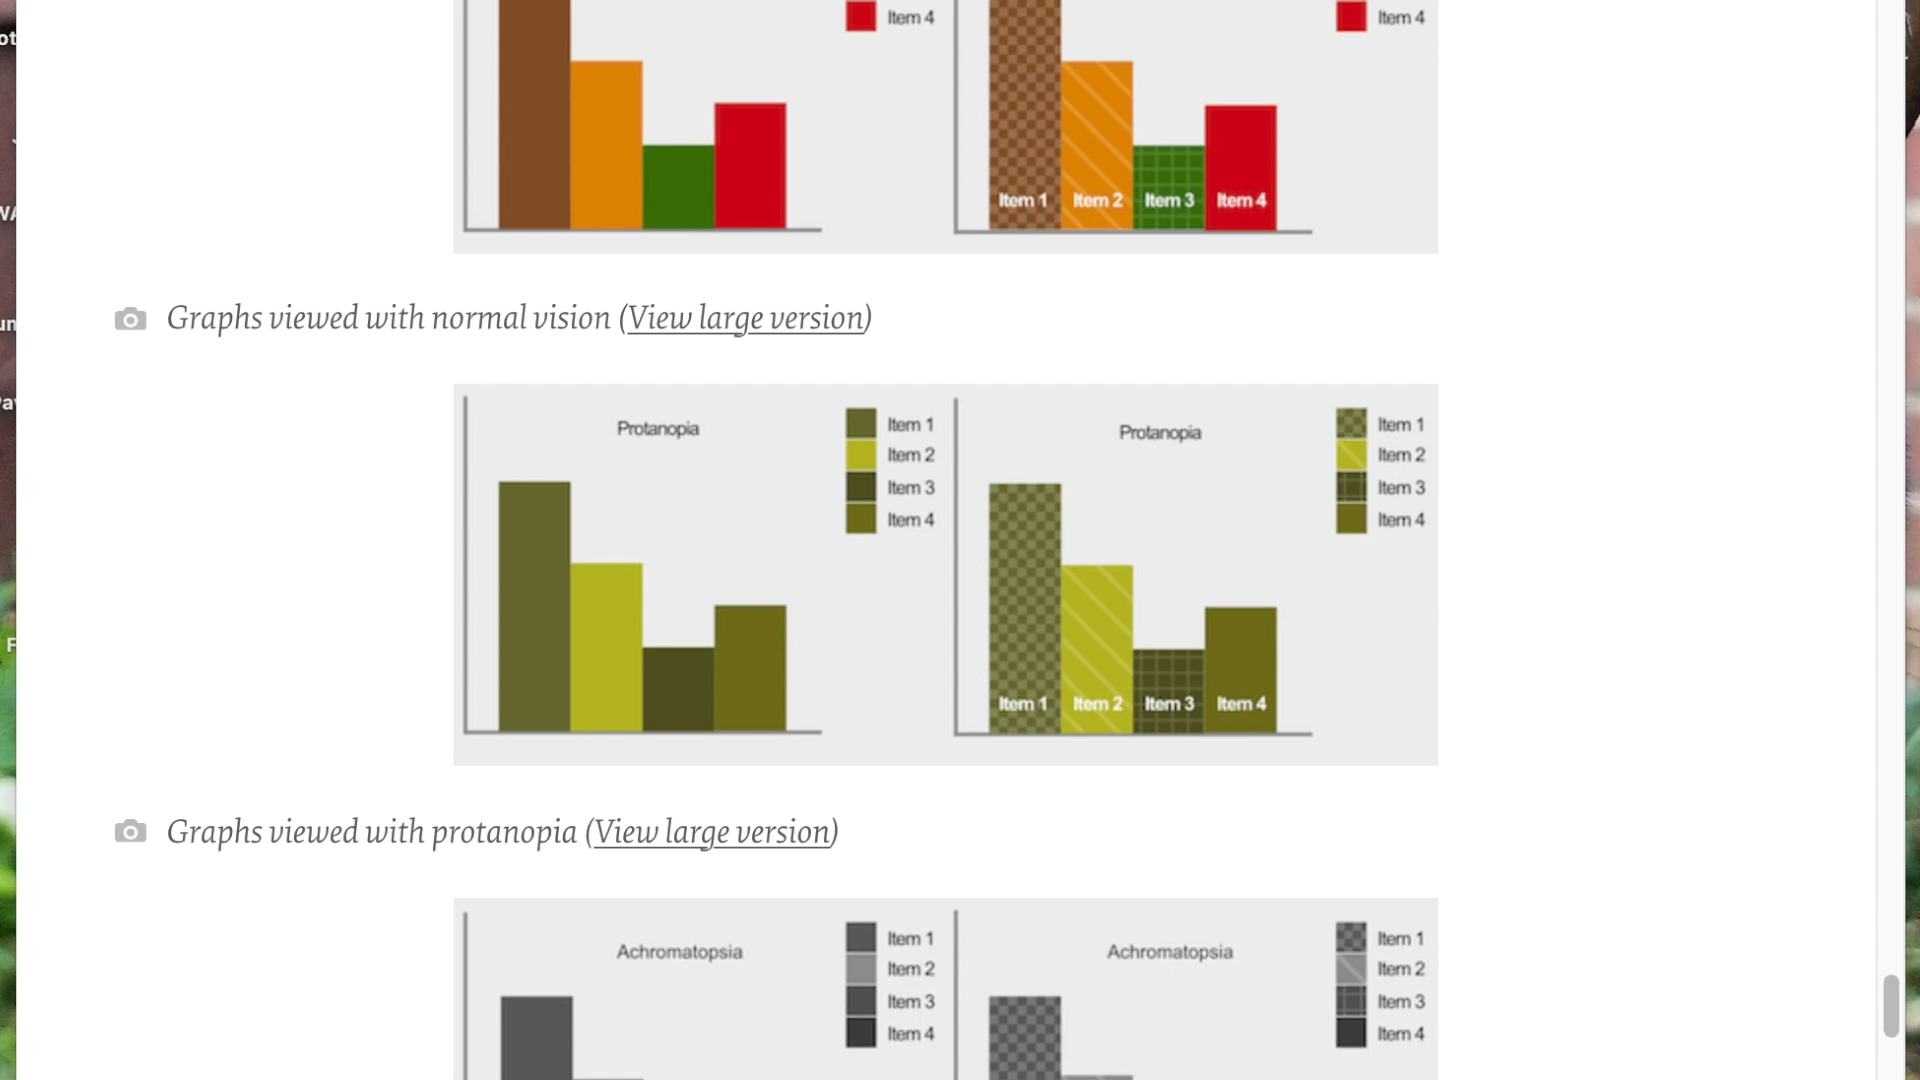 Item 4
Item 4
Item 1 Item 2 Item 3 Item 4
Graphs viewed with normal vision (View large version)
Protanopia
Item 1
Item 2
Item 3
Item 4
Protanopia
Item 1
Item 2
Item 3
Item 4
Item 1 Item 2 Item 3 Item 4
Graphs viewed with protanopia (View large version)
Achromatopsia
Item 1
Item 2
Item 3
Item 4
Achromatopsia
Item 1
Item 2
Item 3
Item 4